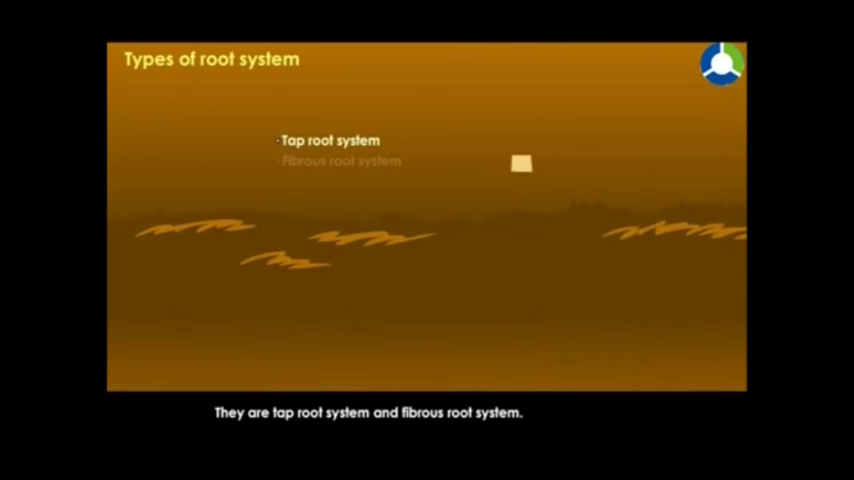 Types of root system
· Tap root system
· Fibrous root system
They are tap root system and fibrous root system.